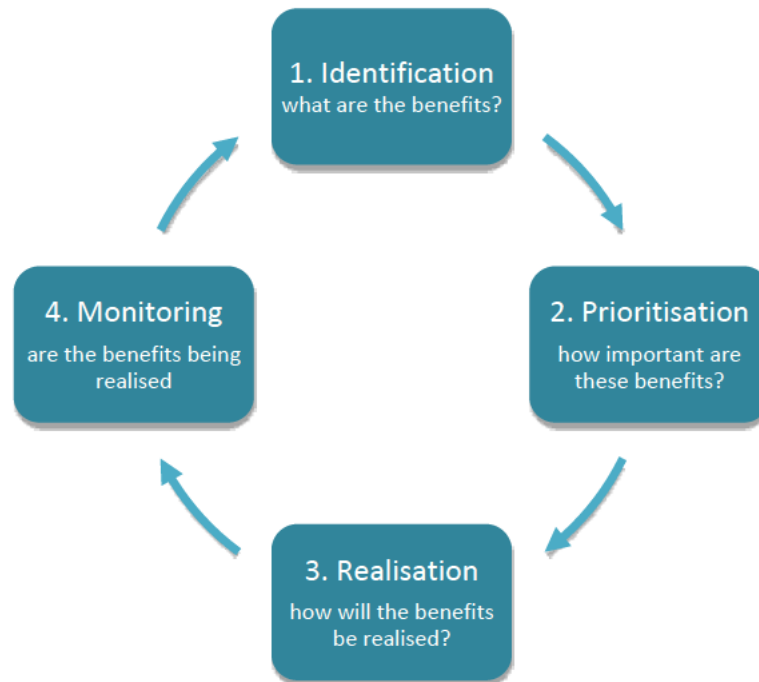 1. Identification
what are the benefits?
2. Prioritisation
how important are
these benefits?
3. Realisation
how will the benefits
be realised?
4. Monitoring
are the benefits being
realised